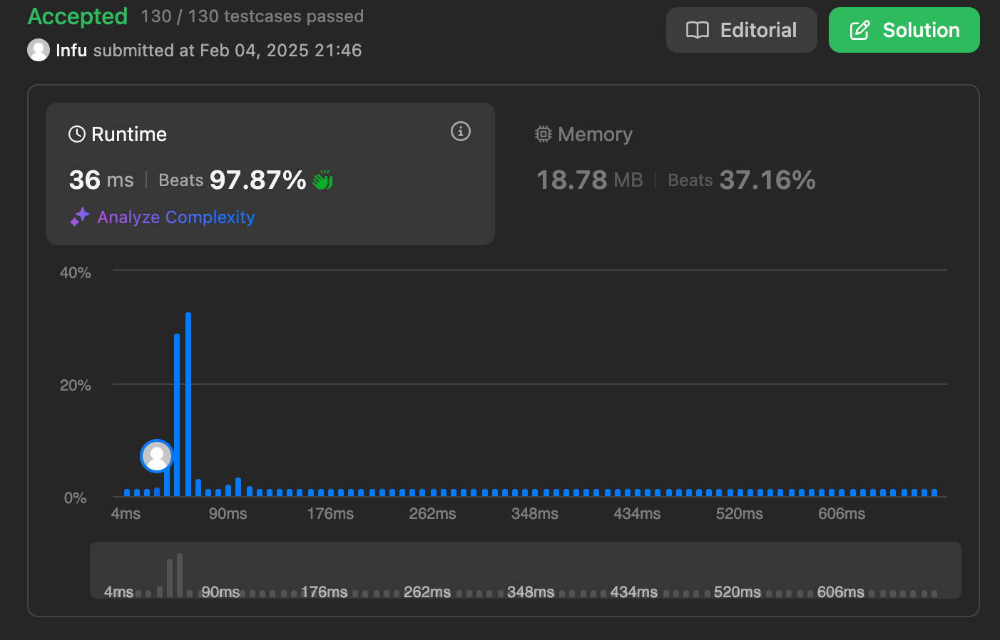 Accepted 130 / 130 testcases passed
Editorial
Solution
Infu submitted at Feb 04, 2025 21:46
Runtime
36 ms | Beats 97.87%
Analyze Complexity
Memory
18.78 MB | Beats 37.16%
40%
20%
0%
4ms 90ms 176ms 262ms 348ms 434ms 520ms 606ms
4ms 90ms 176ms 262ms 348ms 434ms 520ms 606ms